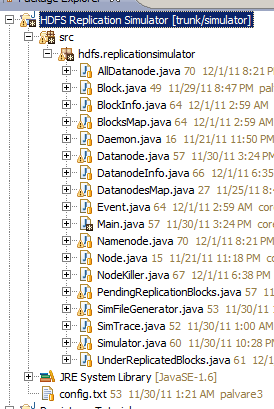 HDFS Replication Simulator [trunk/simulator]
src
hdfs.replicationsimulator
AllDatanode.java 70 12/1/11 8:21 P
Block.java 49 11/29/11 8:47 PM palvare
BlockInfo.java 64 12/1/11 2:59 AM
BlocksMap.java 64 12/1/11 2:59 AM
Daemon.java 16 11/21/11 11:50 PM
Datanode.java 57 11/30/11 3:24 PM
DatanodeInfo.java 66 12/1/11 6:35
DatanodesMap.java 27 11/25/11 8
Event.java 64 12/1/11 2:59 AM
Main.java 57 11/30/11 3:24 PM
Namenode.java 70 12/1/11 8:21 PM
Node.java 15 11/21/11 11:18 PM
NodeKiller.java 67 12/1/11 6:38 PM
PendingReplicationBlocks.java 57
SimFileGenerator.java 53 11/30/11
SimTrace.java 52 11/30/11 1:00 AM
Simulator.java 60 11/30/11 10:28 PM
UnderReplicatedBlocks.java 61 12
JRE System Library [JavaSE-1.6]
config.txt 53 11/30/11 1:21 AM palvare3